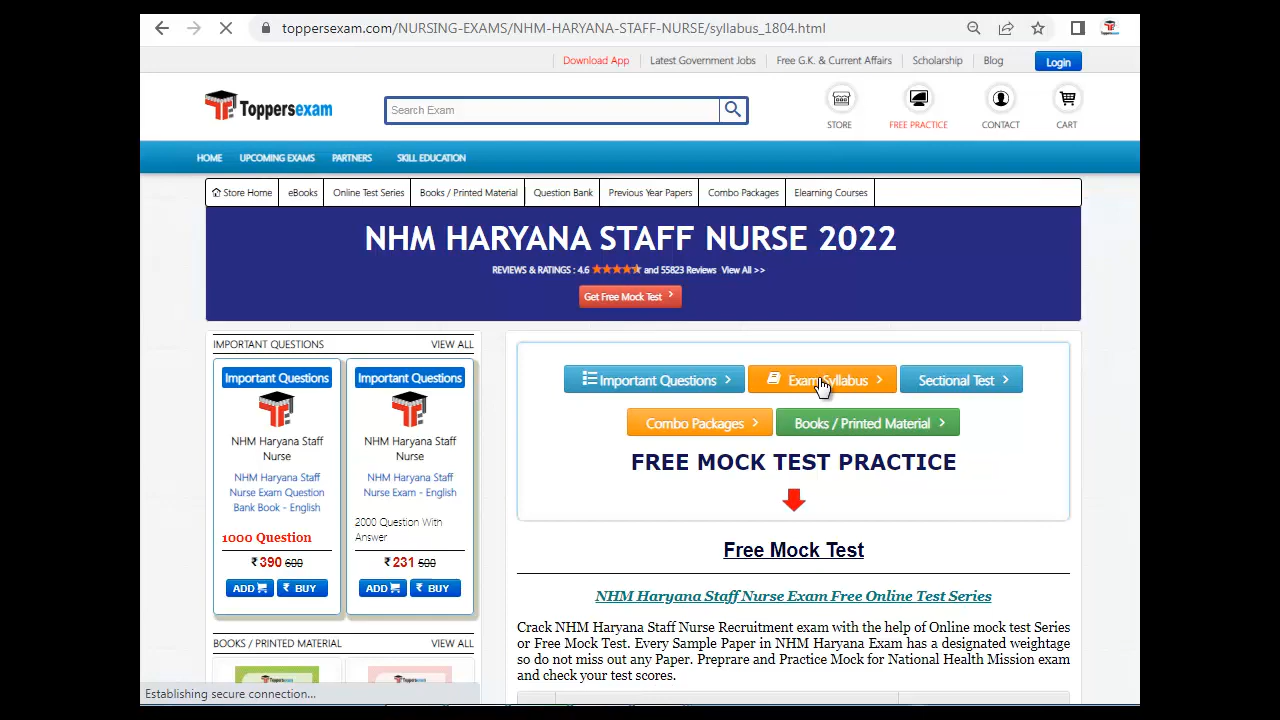 toppersexam.com/NURSING-EXAMS/NHM-HARYANA-STAFF-NURSE/syllabus_1804.html
Download App Latest Government Jobs Free G.K. & Current Affairs Scholarship Blog Login
Toppersexam
Search Exam
STORE FREE PRACTICE CONTACT CART
HOME UPCOMING EXAMS PARTNERS SKILL EDUCATION
Store Home eBooks Online Test Series Books / Printed Material Question Bank Previous Year Papers Combo Packages Elearning Courses
NHM HARYANA STAFF NURSE 2022
REVIEWS & RATINGS : 4.6 and 55823 Reviews View All >>
Get Free Mock Test
IMPORTANT QUESTIONS VIEW ALL
Important Questions
NHM Haryana Staff
Nurse
NHM Haryana Staff
Nurse Exam Question
Bank Book - English
1000 Question
₹ 390 600
ADD ₹ BUY
Important Questions
NHM Haryana Staff
Nurse
NHM Haryana Staff
Nurse Exam - English
2000 Question With
Answer
₹ 231 500
ADD ₹ BUY
BOOKS / PRINTED MATERIAL VIEW ALL
Toppersexam
Toppersexam
Important Questions Exam Syllabus Sectional Test
Combo Packages Books / Printed Material
FREE MOCK TEST PRACTICE
Free Mock Test
NHM Haryana Staff Nurse Exam Free Online Test Series
Crack NHM Haryana Staff Nurse Recruitment exam with the help of Online mock test Series
or Free Mock Test. Every Sample Paper in NHM Haryana Exam has a designated weightage
so do not miss out any Paper. Preprare and Practice Mock for National Health Mission exam
and check your test scores.
Establishing secure connection...